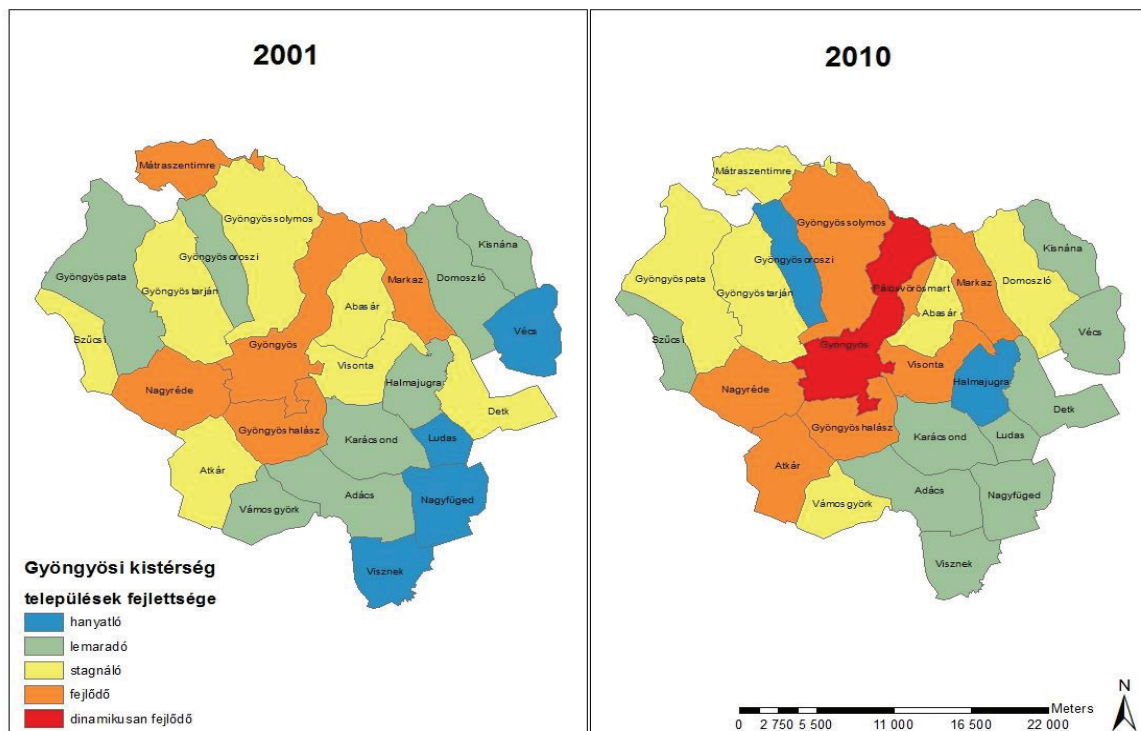 2001
Mátraszentimre
Gyöngyössolymos
Kisnána
Gyöngyöspata
Gyöngyösoroszi
Domoszló
Gyöngyöstarján
Markaz
Abasár
Vécs
Szűcsi
Gyöngyös
Visonta
Nagyréde
Halmajugra
Detk
Gyöngyöshalász
Karácsond
Ludas
Atkár
Adács
Nagyfüged
Vámosgyörk
Visznek
Gyöngyösi kistérség
települések fejlettsége
hanyatló
lemaradó
stagnáló
fejlődő
dinamikusan fejlődő
2010
Mátraszentimre
Gyöngyössolymos
Kisnána
Gyöngyöspata
Gyöngyösoroszi
Domoszló
Gyöngyöstarján
Pálosvörösmart
Markaz
Abasár
Vécs
Szűcsi
Gyöngyös
Visonta
Nagyréde
Halmajugra
Detk
Gyöngyöshalász
Karácsond
Ludas
Atkár
Adács
Nagyfüged
Vámosgyörk
Visznek
N
Meters
0 2 750 5 500 11 000 16 500 22 000